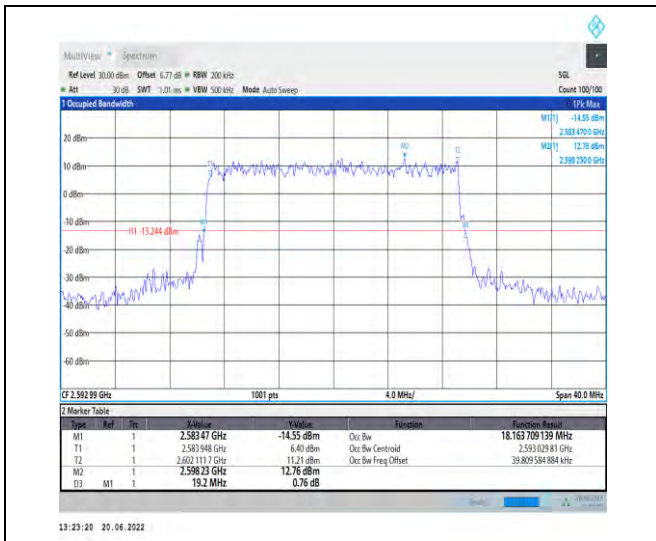 MultiView Spectrum
Ref Level 30.00 dBm Offset 6.77 dB RBW 200 kHz SGL
Att 30 dB SWT 1.01 ms VBW 500 kHz Mode Auto Sweep Count 100/100
1 Occupied Bandwidth 1Pk Max
M1[1] -14.55 dBm
2.583 470 0 GHz
M2[1] 12.76 dBm
2.598 230 0 GHz
20 dBm
10 dBm
0 dBm
-10 dBm
H1 -13.244 dBm
-20 dBm
-30 dBm
-40 dBm
-50 dBm
-60 dBm
M2
T1
T2
CF 2.592 99 GHz 1001 pts 4.0 MHz/ Span 40.0 MHz
2 Marker Table
Type Ref Trc X-Value Y-Value Function Function Result
M1 1 2.583 47 GHz -14.55 dBm Occ Bw 18.163 709 139 MHz
T1 1 2.583 948 GHz 6.40 dBm Occ Bw Centroid 2.593 029 81 GHz
T2 1 2.602 111 7 GHz 11.21 dBm Occ Bw Freq Offset 39.809 584 884 kHz
M2 1 2.598 23 GHz 12.76 dBm
D3 M1 1 19.2 MHz 0.76 dB
13:23:20 20.06.2022